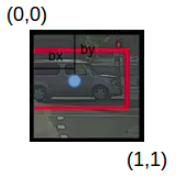 (0,0)
bx by
(1,1)